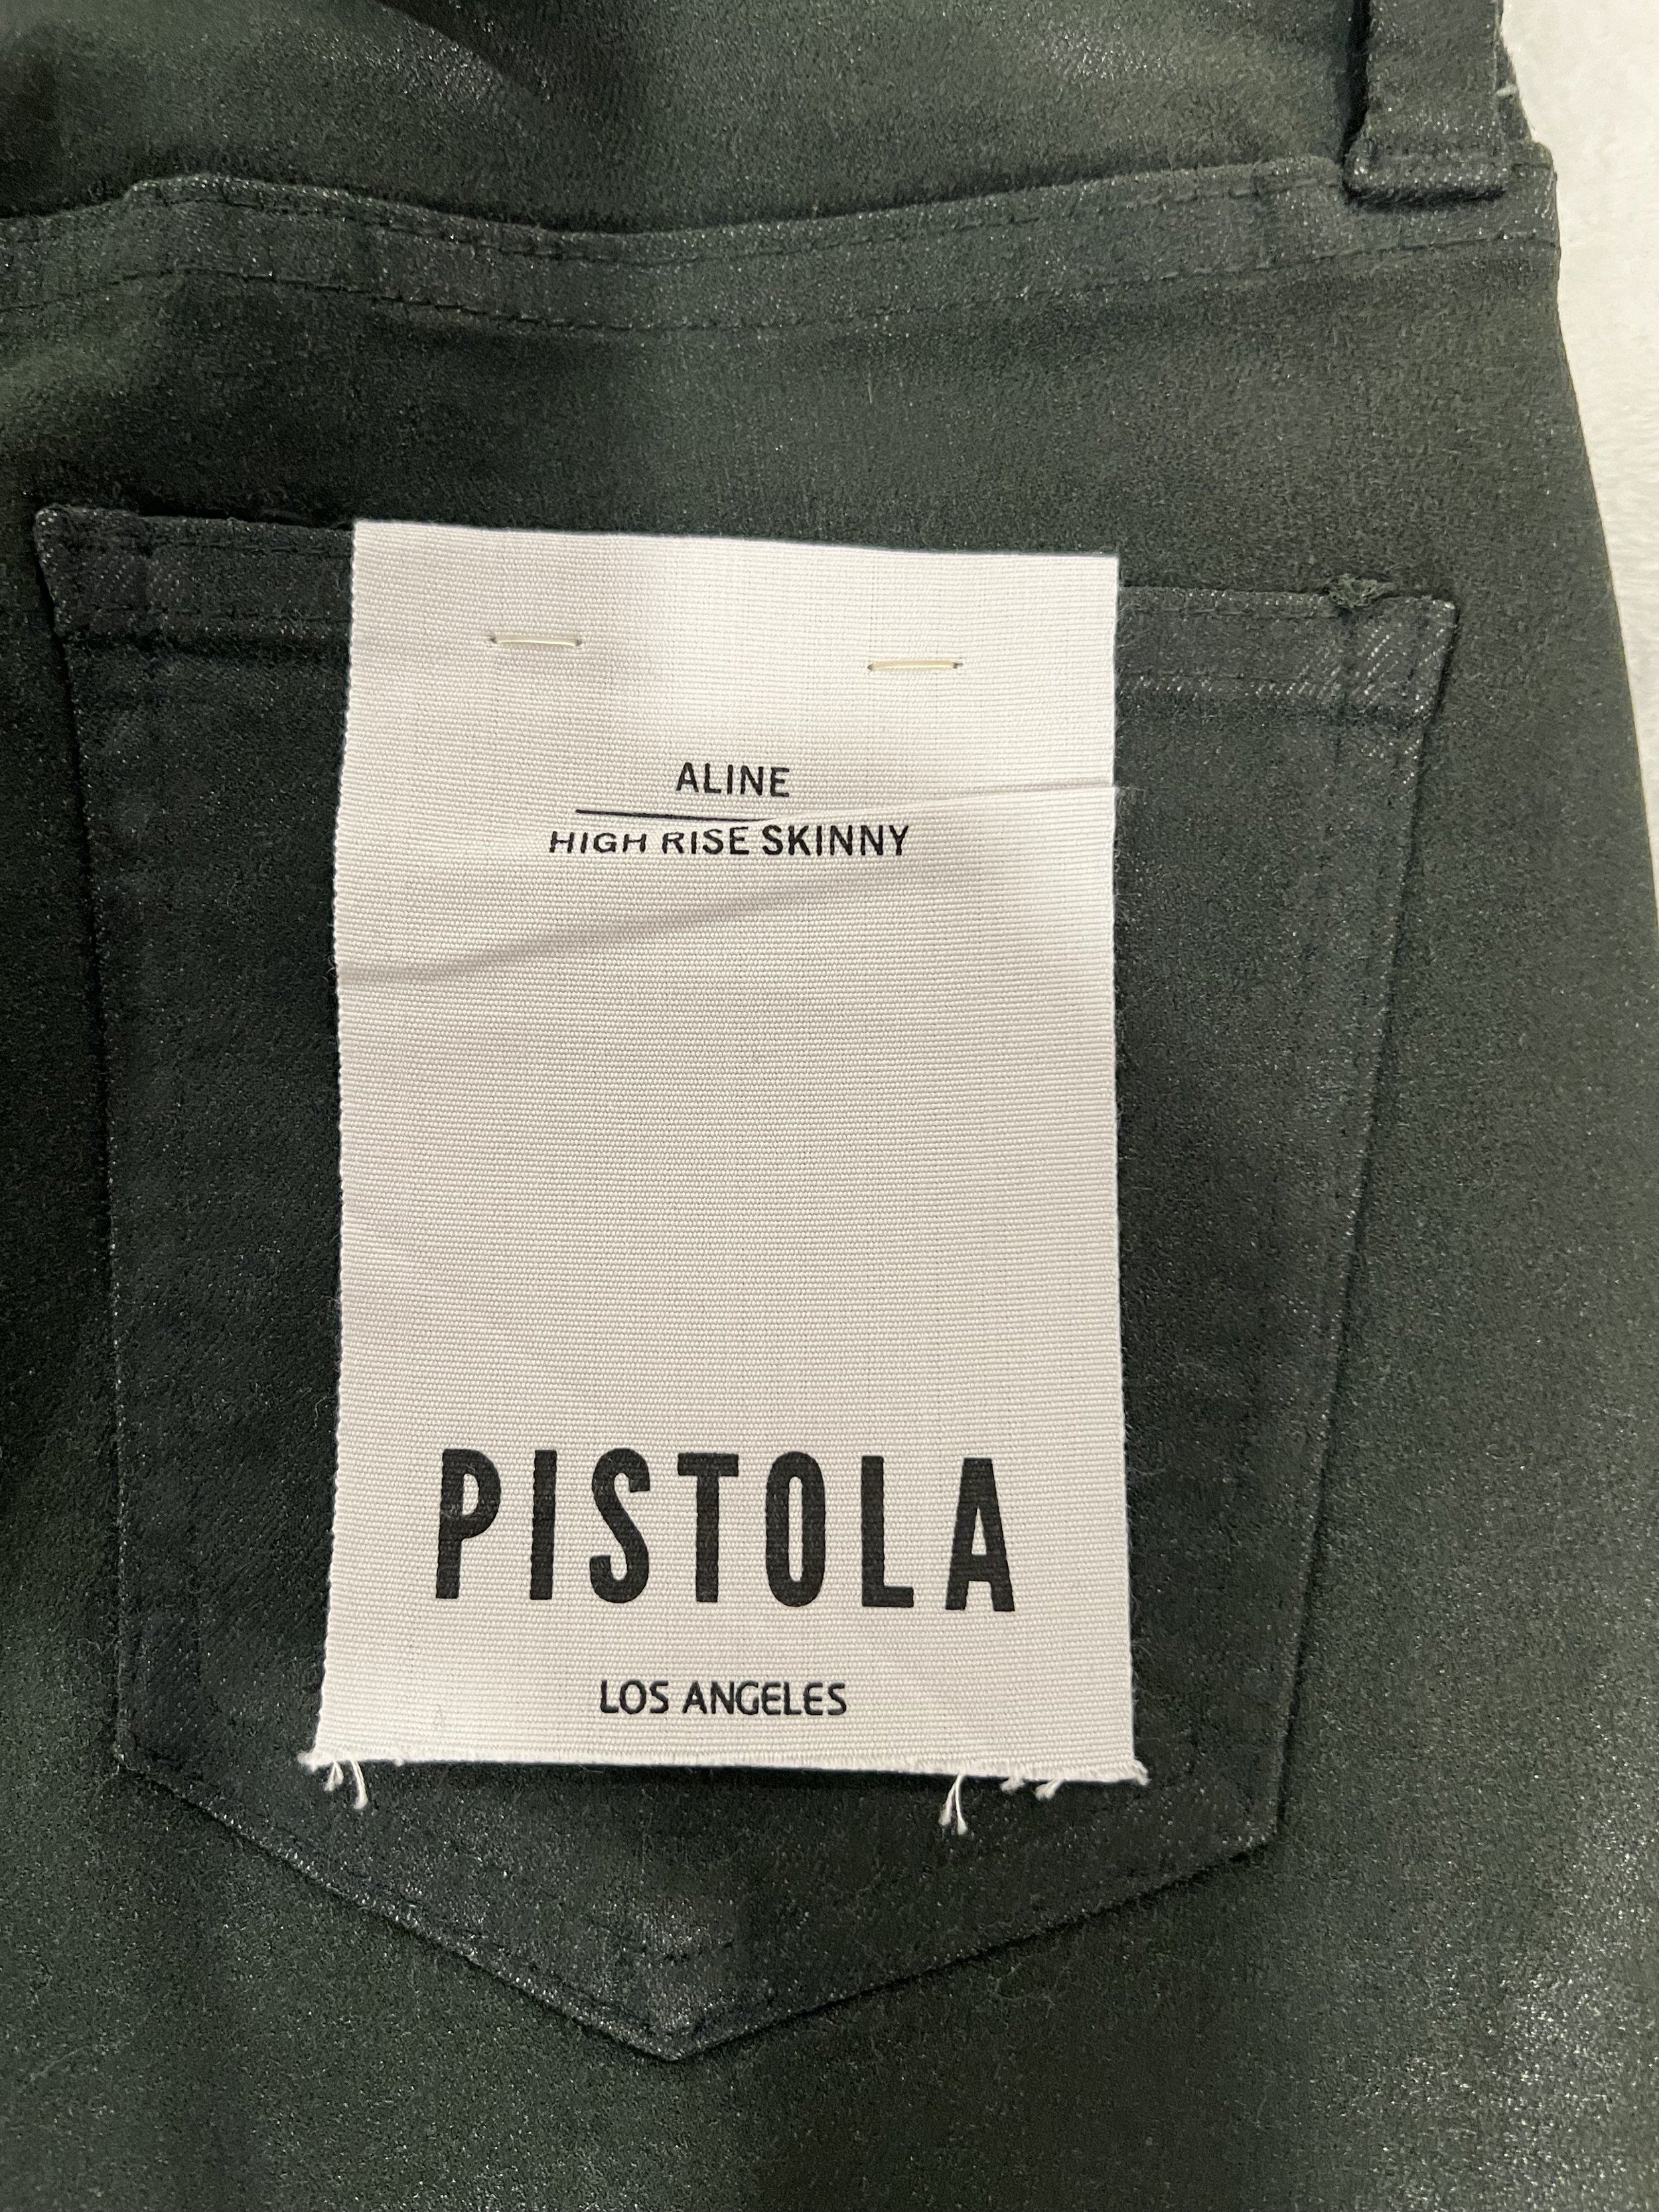 ALINE
HIGH RISE SKINNY
PISTOLA
LOS ANGELES